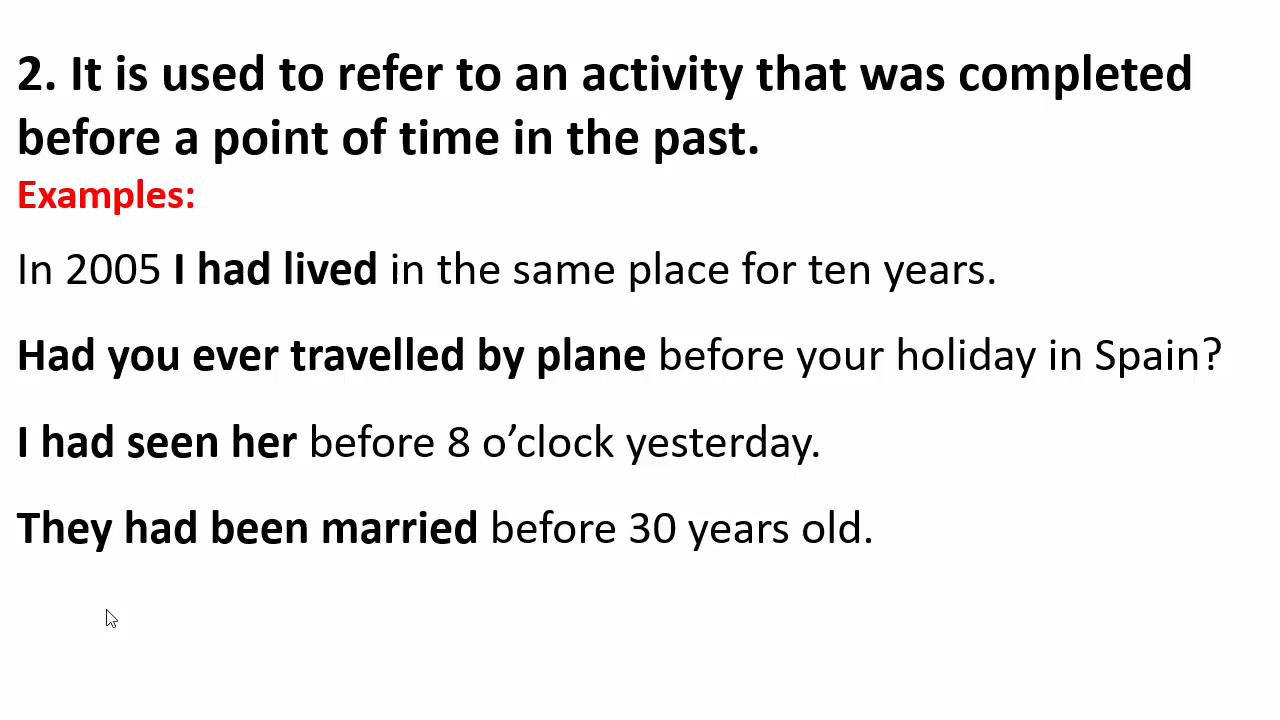 2. It is used to refer to an activity that was completed
before a point of time in the past.
Examples:
In 2005 I had lived in the same place for ten years.
Had you ever travelled by plane before your holiday in Spain?
I had seen her before 8 o’clock yesterday.
They had been married before 30 years old.